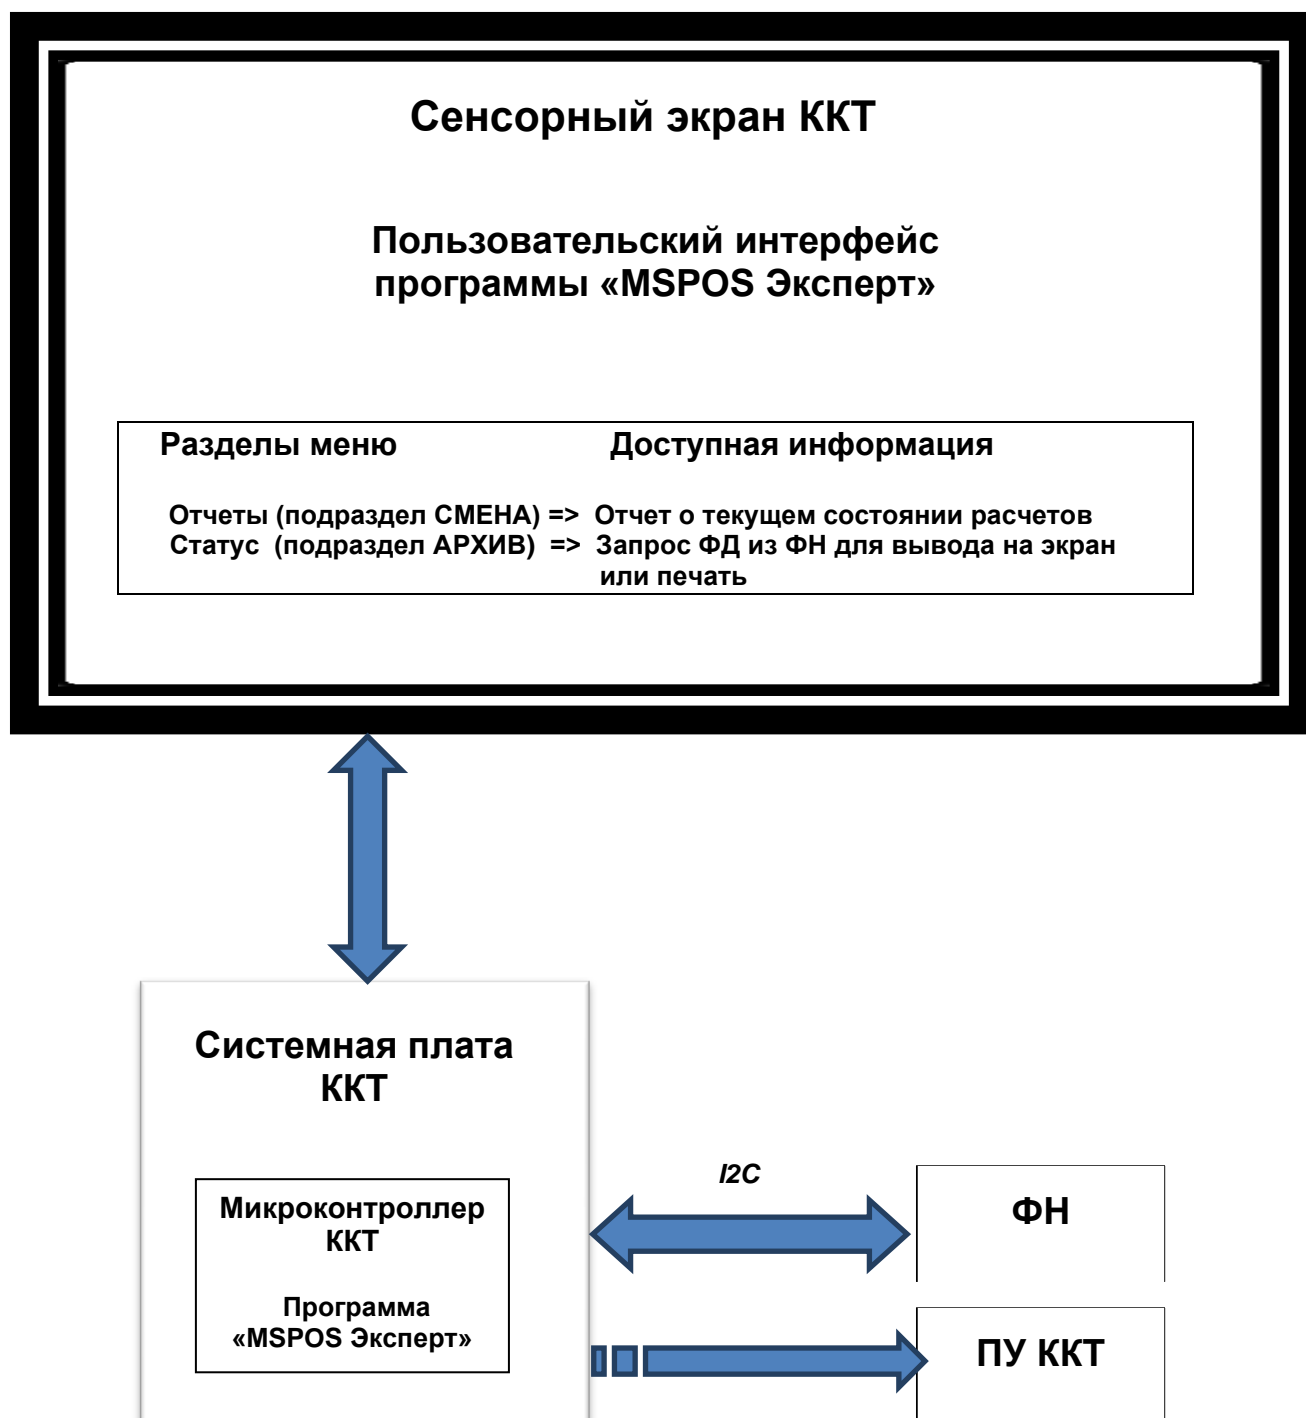 Сенсорный экран ККТ
Пользовательский интерфейс
программы «MSPOS Эксперт»
Разделы меню Доступная информация
Отчеты (подраздел СМЕНА) => Отчет о текущем состоянии расчетов
Статус (подраздел АРХИВ) => Запрос ФД из ФН для вывода на экран
или печать
Системная плата
ККТ
Микроконтроллер
ККТ
Программа
«MSPOS Эксперт»
I2C
ФН
ПУ ККТ